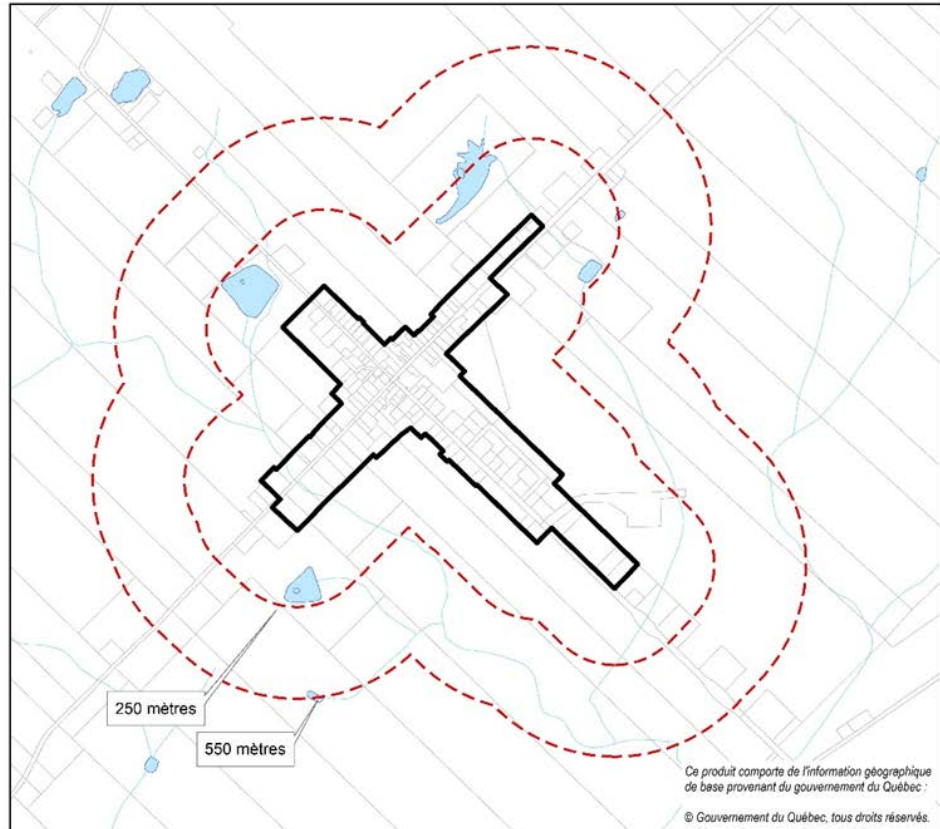 250 mètres
550 mètres
Ce produit comporte de l'information géographique
de base provenant du gouvernement du Québec :
© Gouvernement du Québec, tous droits réservés.